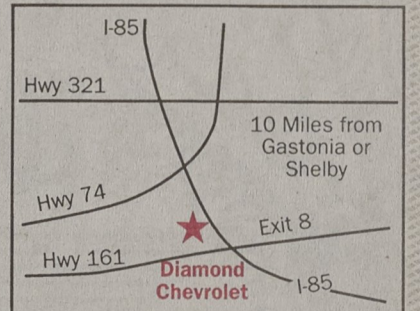 I-85
Hwy 321
10 Miles from
Gastonia or
Shelby
Hwy 74
Exit 8
Hwy 161
Diamond
Chevrolet
I-85